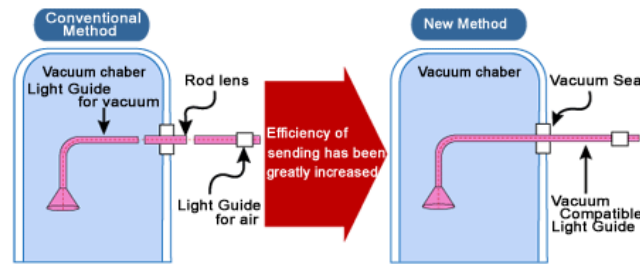 Conventional
Method
Vacuum chaber
Light Guide
for vacuum
Rod lens
Light Guide
for air
Efficiency of
sending has been
greatly increased
New Method
Vacuum chaber
Vacuum Sea
Vacuum
Compatible
Light Guide